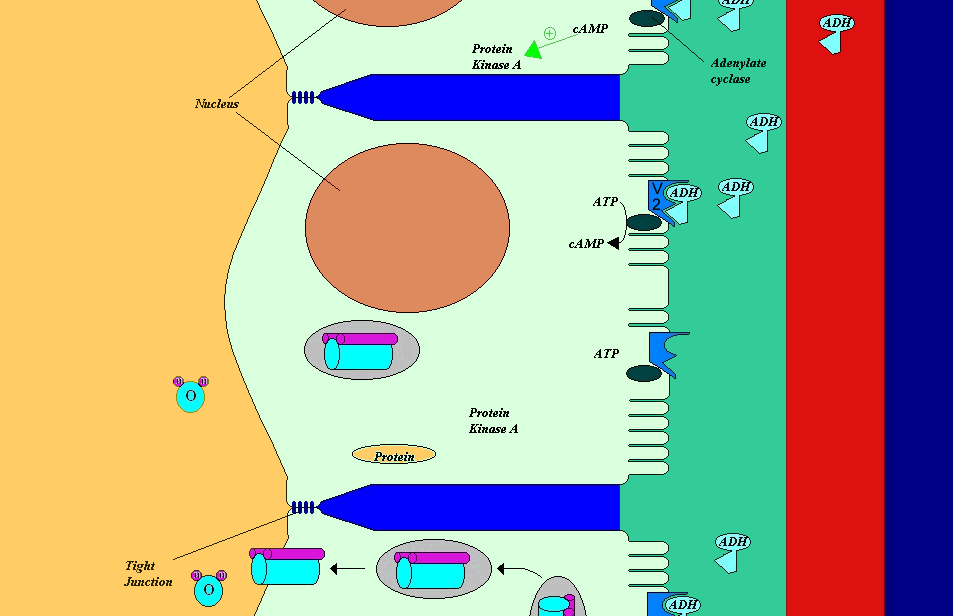 ADH
ADH
cAMP
Protein
Kinase A
Adenylate
cyclase
Nucleus
ADH
ATP
V
2
ADH
ADH
cAMP
ATP
H
H
O
Protein
Kinase A
Protein
ADH
Tight
Junction
H
H
O
ADH